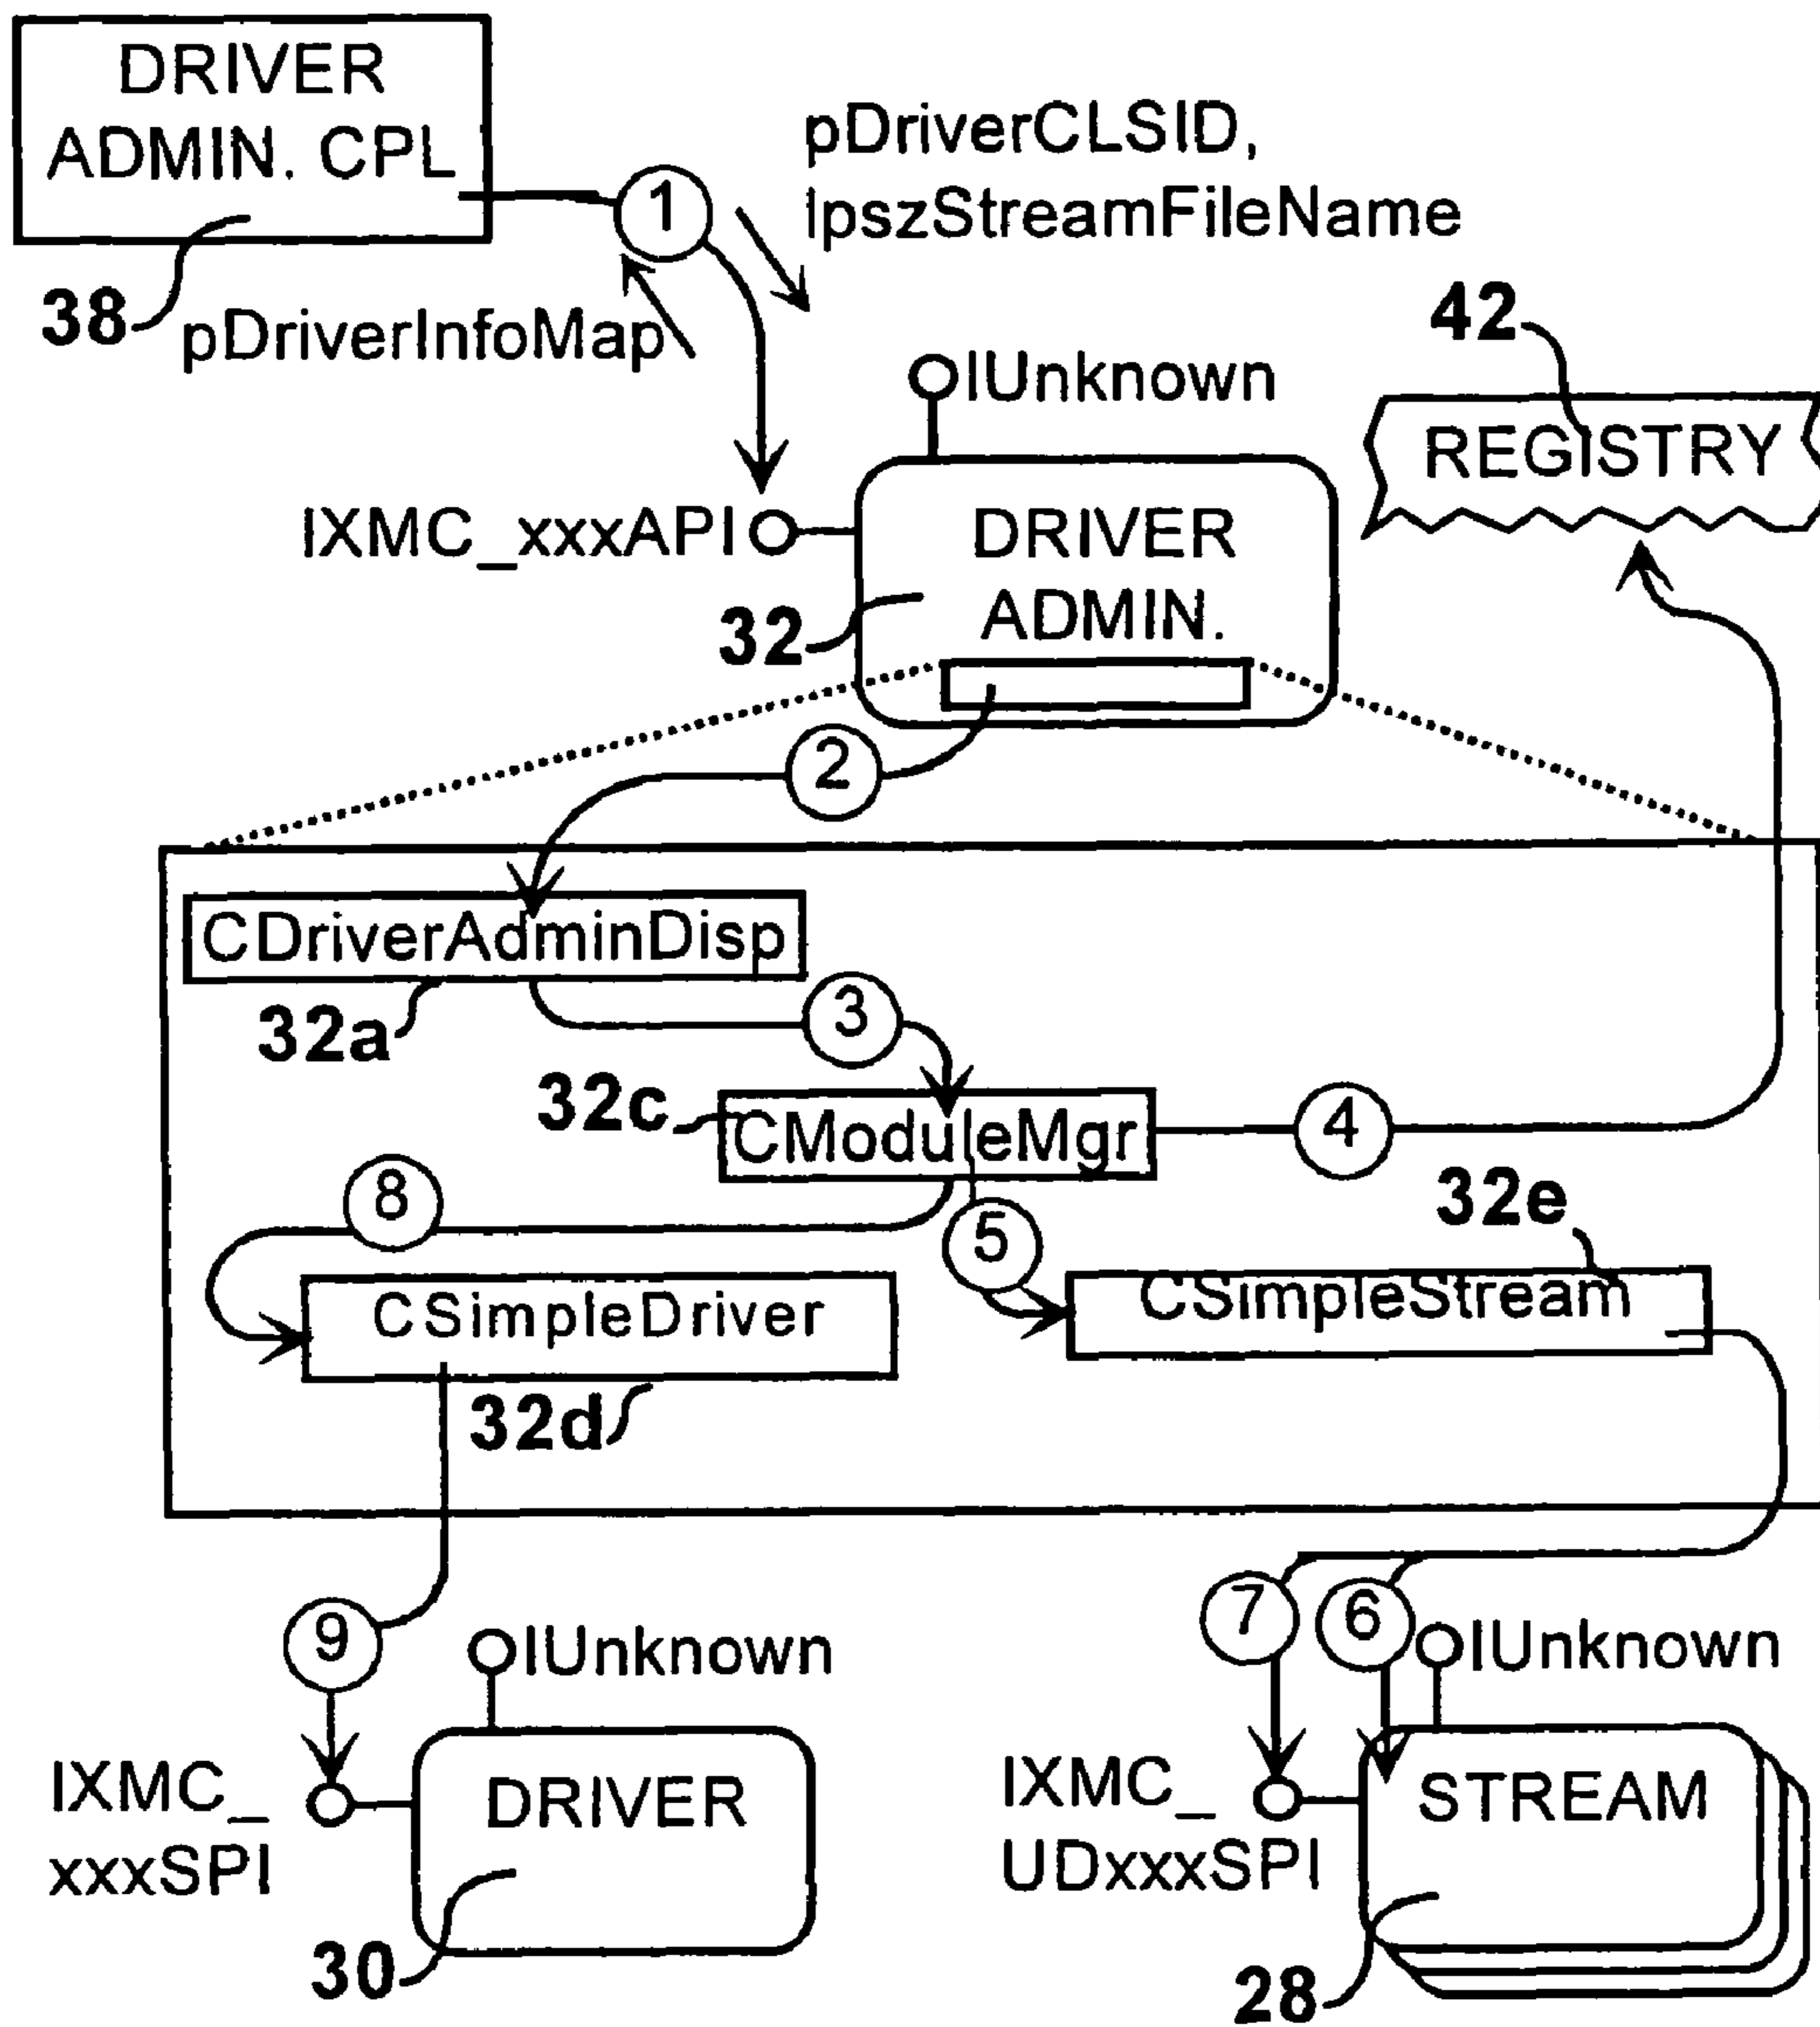 DRIVER
ADMIN. CPL
1
pDriverCLSID,
lpszStreamFileName
38
pDriverInfoMap
42
IUnknown
REGISTRY
IXMC_xxxAPI
DRIVER
ADMIN.
32
2
CDriverAdminDisp
32a
3
32c
CModuleMgr
4
8
5
32e
CSimpleDriver
CSimpleStream
32d
7
6
9
IUnknown
IUnknown
IXMC_
xxxSPI
DRIVER
IXMC_
UDxxxSPI
STREAM
30
28